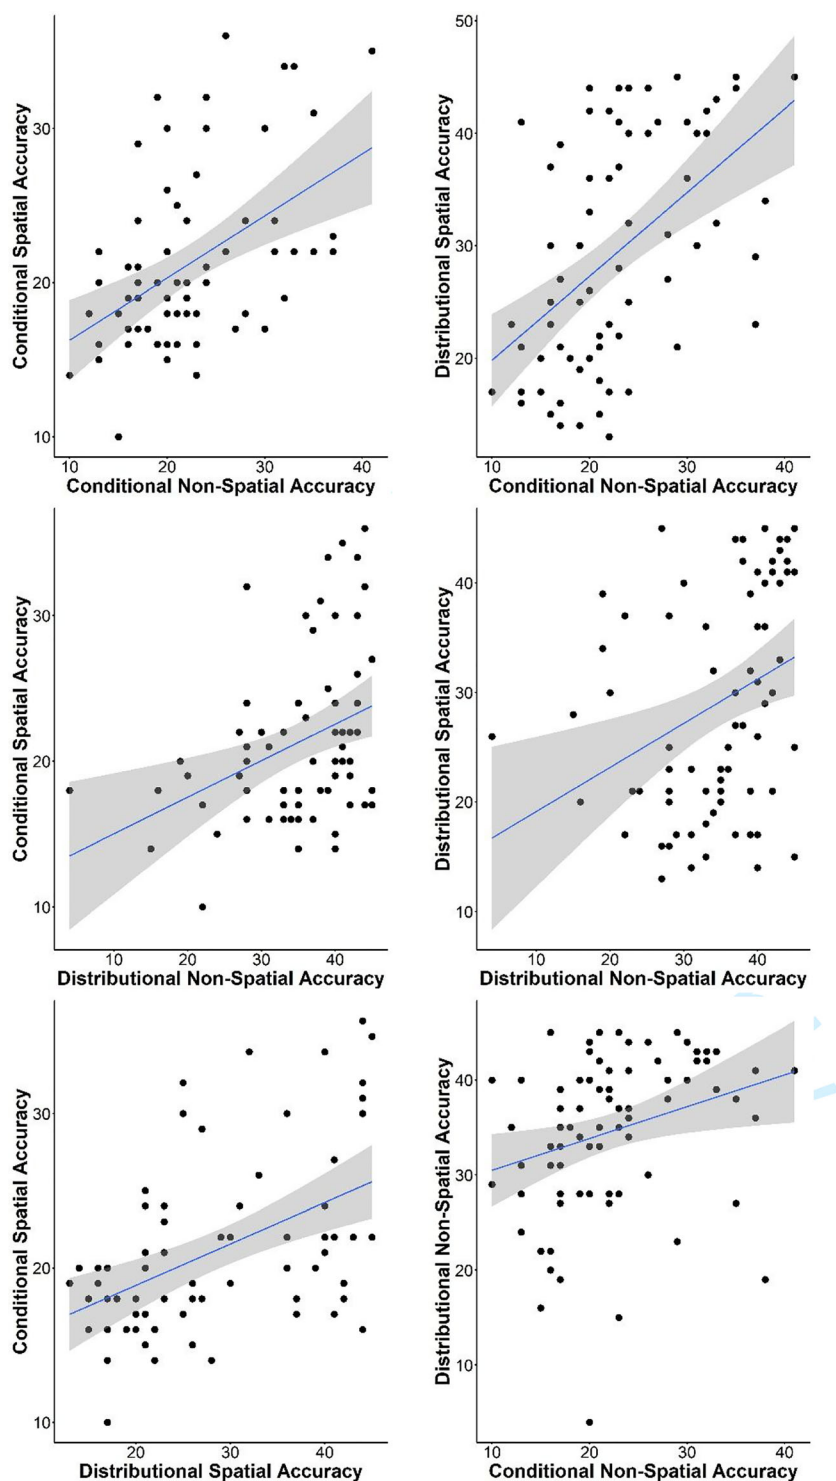 30
20
10
Conditional Spatial Accuracy
10 20 30 40
Conditional Non-Spatial Accuracy
50
40
30
20
Distributional Spatial Accuracy
10 20 30 40
Conditional Non-Spatial Accuracy
30
20
10
Conditional Spatial Accuracy
10 20 30 40
Distributional Non-Spatial Accuracy
40
30
20
10
Distributional Spatial Accuracy
10 20 30 40
Distributional Non-Spatial Accuracy
30
20
10
Conditional Spatial Accuracy
20 30 40
Distributional Spatial Accuracy
40
30
20
10
Distributional Non-Spatial Accuracy
10 20 30 40
Conditional Non-Spatial Accuracy